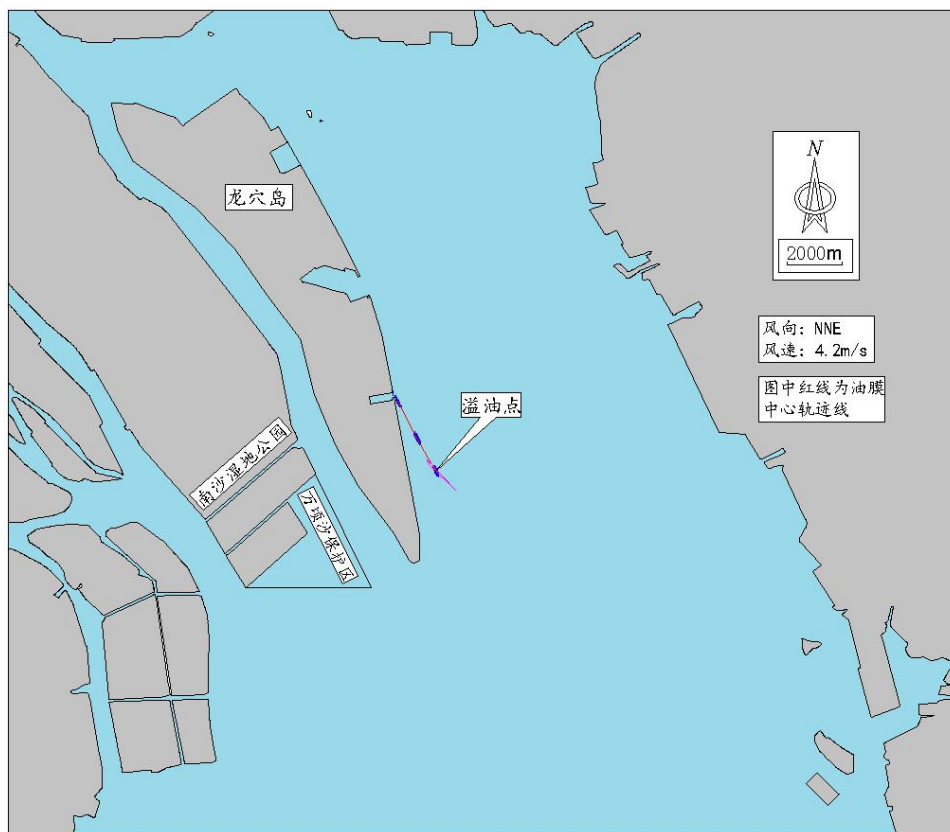 N
龙穴岛
2000m
风向: NNE
风速: 4.2m/s
图中红线为油膜
中心轨迹线
溢油点
南沙湿地公园
万顷沙保护区